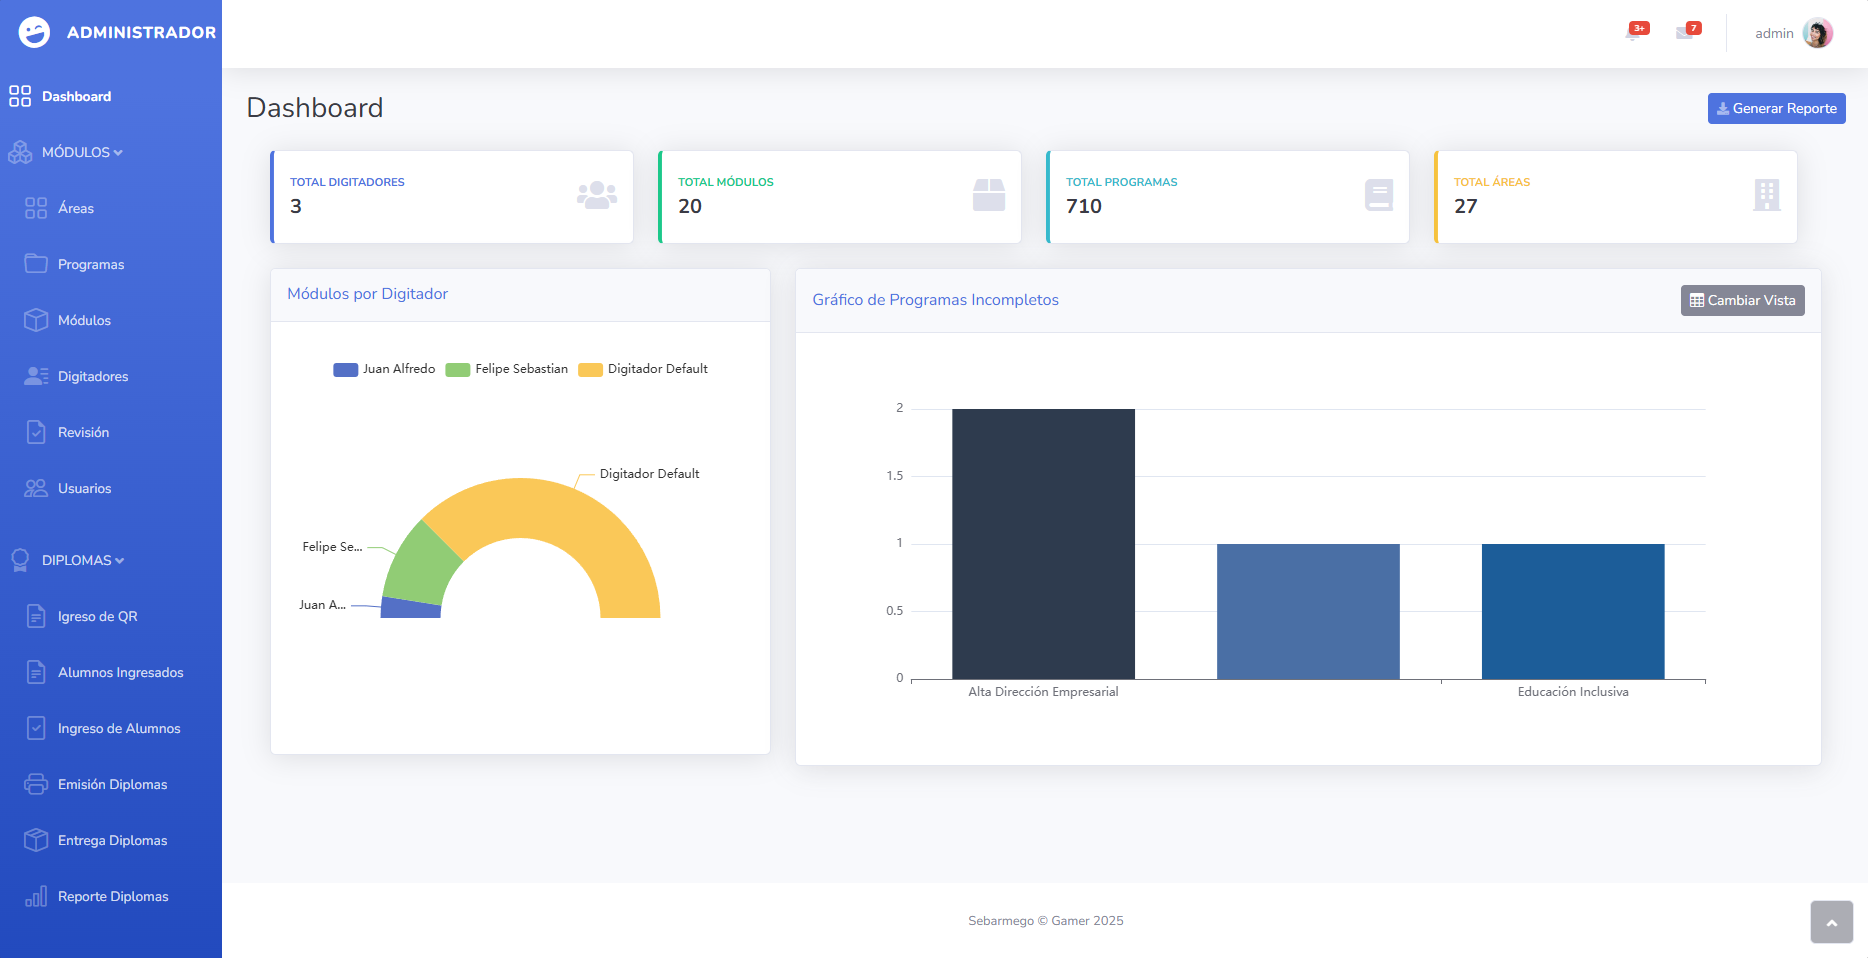 ADMINISTRADOR
3+
7
admin
Dashboard
MÓDULOS
Áreas
Programas
Módulos
Digitadores
Revisión
Usuarios
DIPLOMAS
Igreso de QR
Alumnos Ingresados
Ingreso de Alumnos
Emisión Diplomas
Entrega Diplomas
Reporte Diplomas
Dashboard
Generar Reporte
TOTAL DIGITADORES
3
TOTAL MÓDULOS
20
TOTAL PROGRAMAS
710
TOTAL ÁREAS
27
Módulos por Digitador
Juan Alfredo
Felipe Sebastian
Digitador Default
Digitador Default
Felipe Se...
Juan A...
Gráfico de Programas Incompletos
Cambiar Vista
2
1.5
1
0.5
0
Alta Dirección Empresarial
Educación Inclusiva
Sebarmego © Gamer 2025